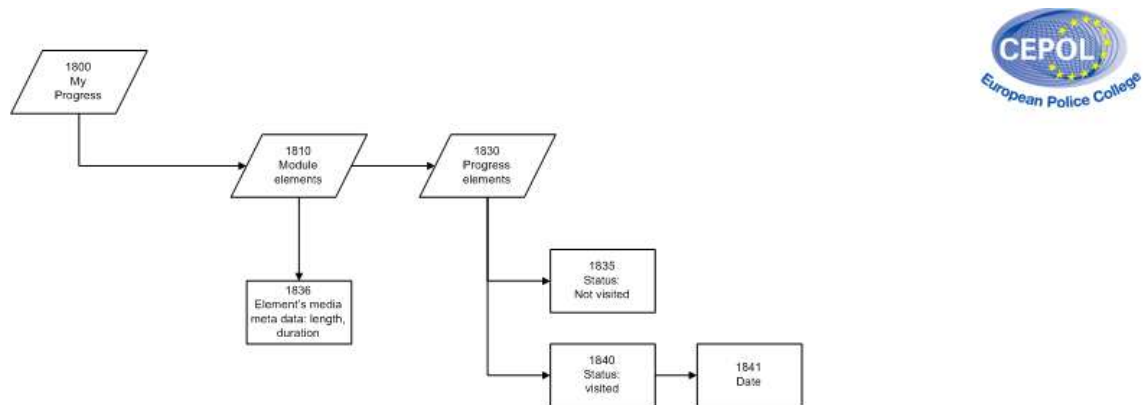 CEPOL
European Police College
1800
My
Progress
1810
Module
elements
1830
Progress
elements
1835
Status:
Not visited
1836
Element's media
meta data: length,
duration
1840
Status:
visited
1841
Date